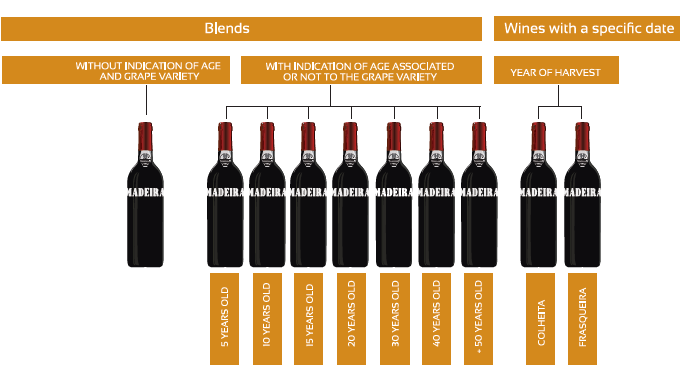 Blends
Wines with a specific date
WITHOUT INDICATION OF AGE
AND GRAPE VARIETY
WITH INDICATION OF AGE ASSOCIATED
OR NOT TO THE GRAPE VARIETY
YEAR OF HARVEST
MADEIRA
MADEIRA
MADEIRA
MADEIRA
MADEIRA
MADEIRA
MADEIRA
MADEIRA
MADEIRA
MADEIRA
5 YEARS OLD
10 YEARS OLD
15 YEARS OLD
20 YEARS OLD
30 YEARS OLD
40 YEARS OLD
+ 50 YEARS OLD
COLHEITA
FRASQUEIRA